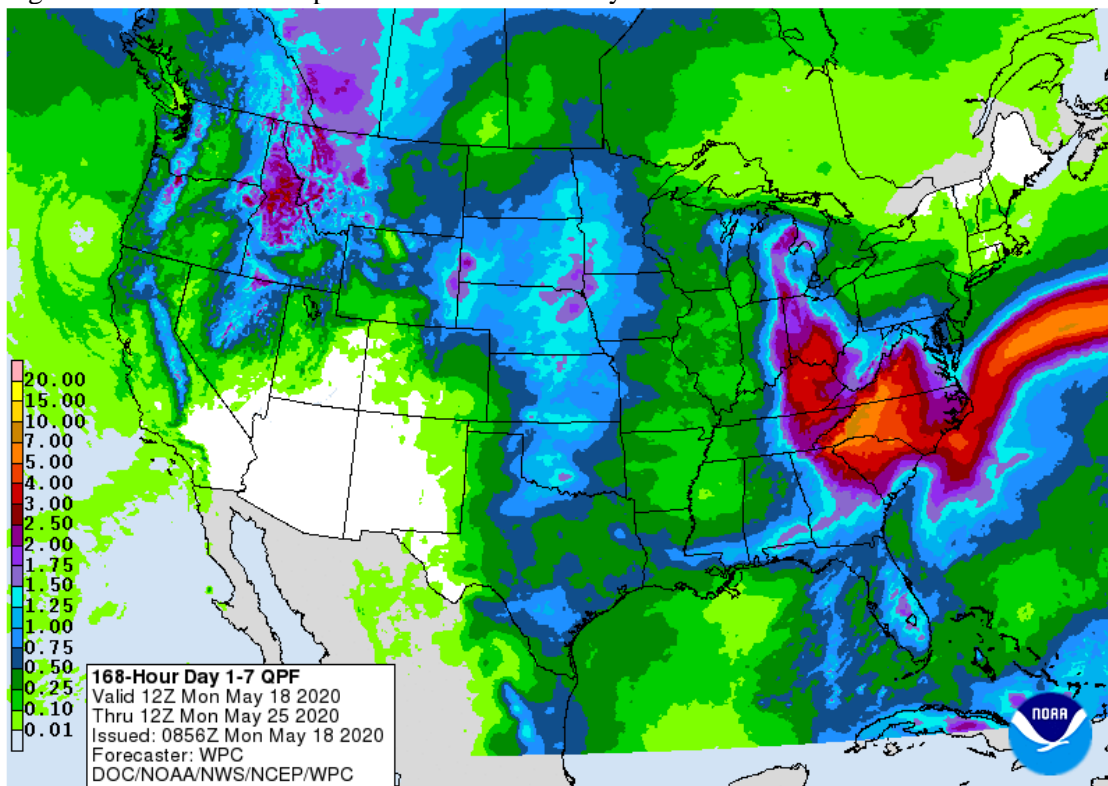 20.00
15.00
10.00
7.00
5.00
4.00
3.00
2.50
2.00
1.75
1.50
1.25
1.00
0.75
0.50
0.25
0.10
0.01
168-Hour Day 1-7 QPF
Valid 12Z Mon May 18 2020
Thru 12Z Mon May 25 2020
Issued: 0856Z Mon May 18 2020
Forecaster: WPC
DOC/NOAA/NWS/NCEP/WPC
NOAA